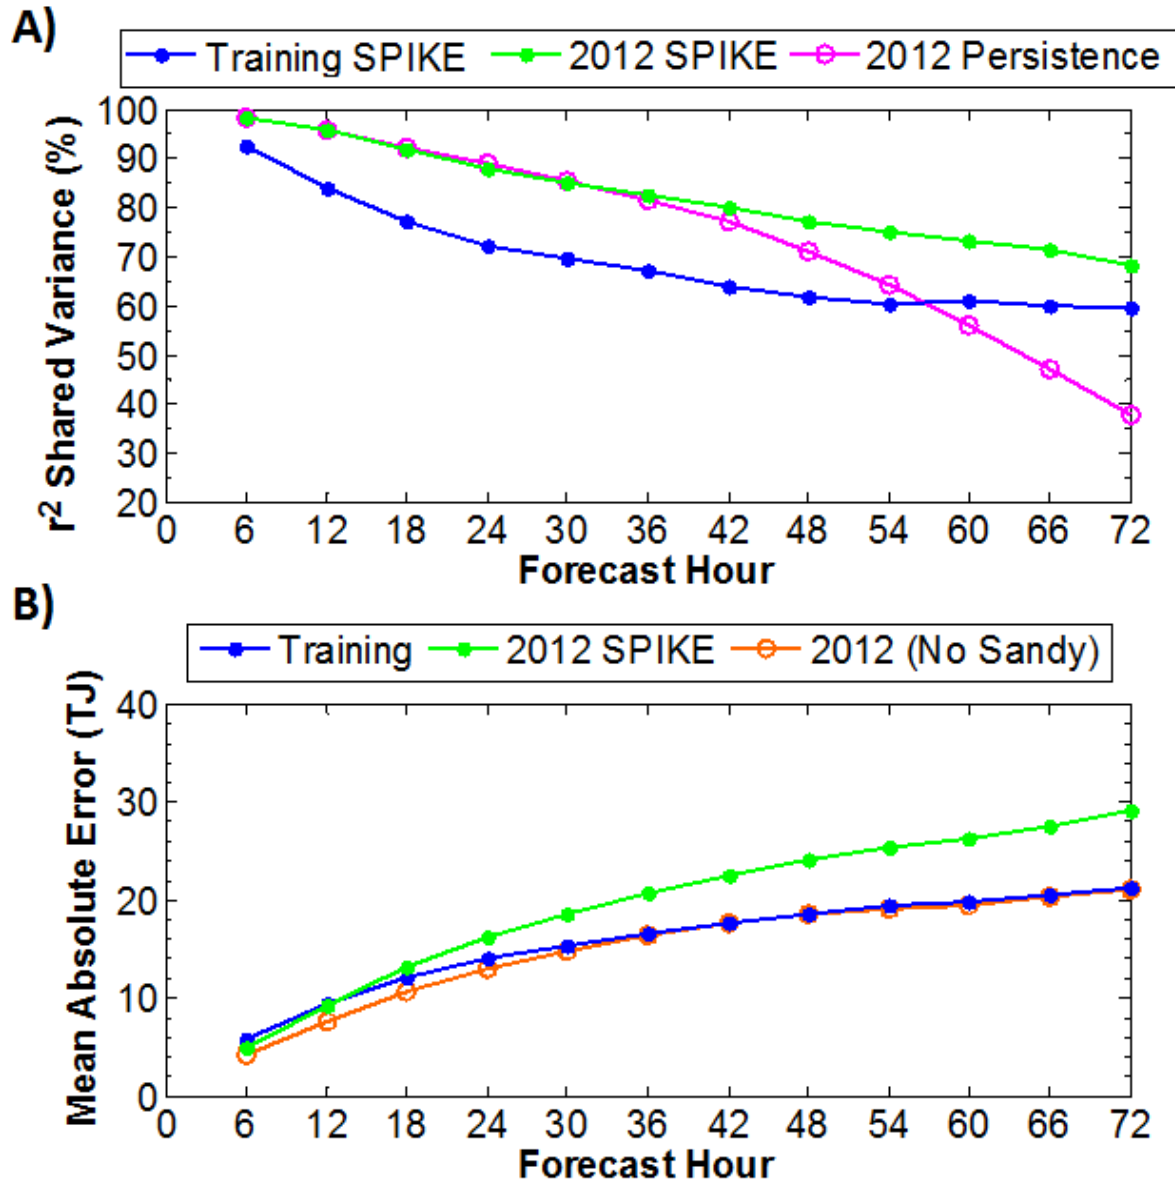 A)
Training SPIKE 2012 SPIKE 2012 Persistence
100
90
80
70
60
50
40
30
20
r² Shared Variance (%)
0 6 12 18 24 30 36 42 48 54 60 66 72
Forecast Hour
B)
Training 2012 SPIKE 2012 (No Sandy)
40
30
20
10
0
Mean Absolute Error (TJ)
0 6 12 18 24 30 36 42 48 54 60 66 72
Forecast Hour